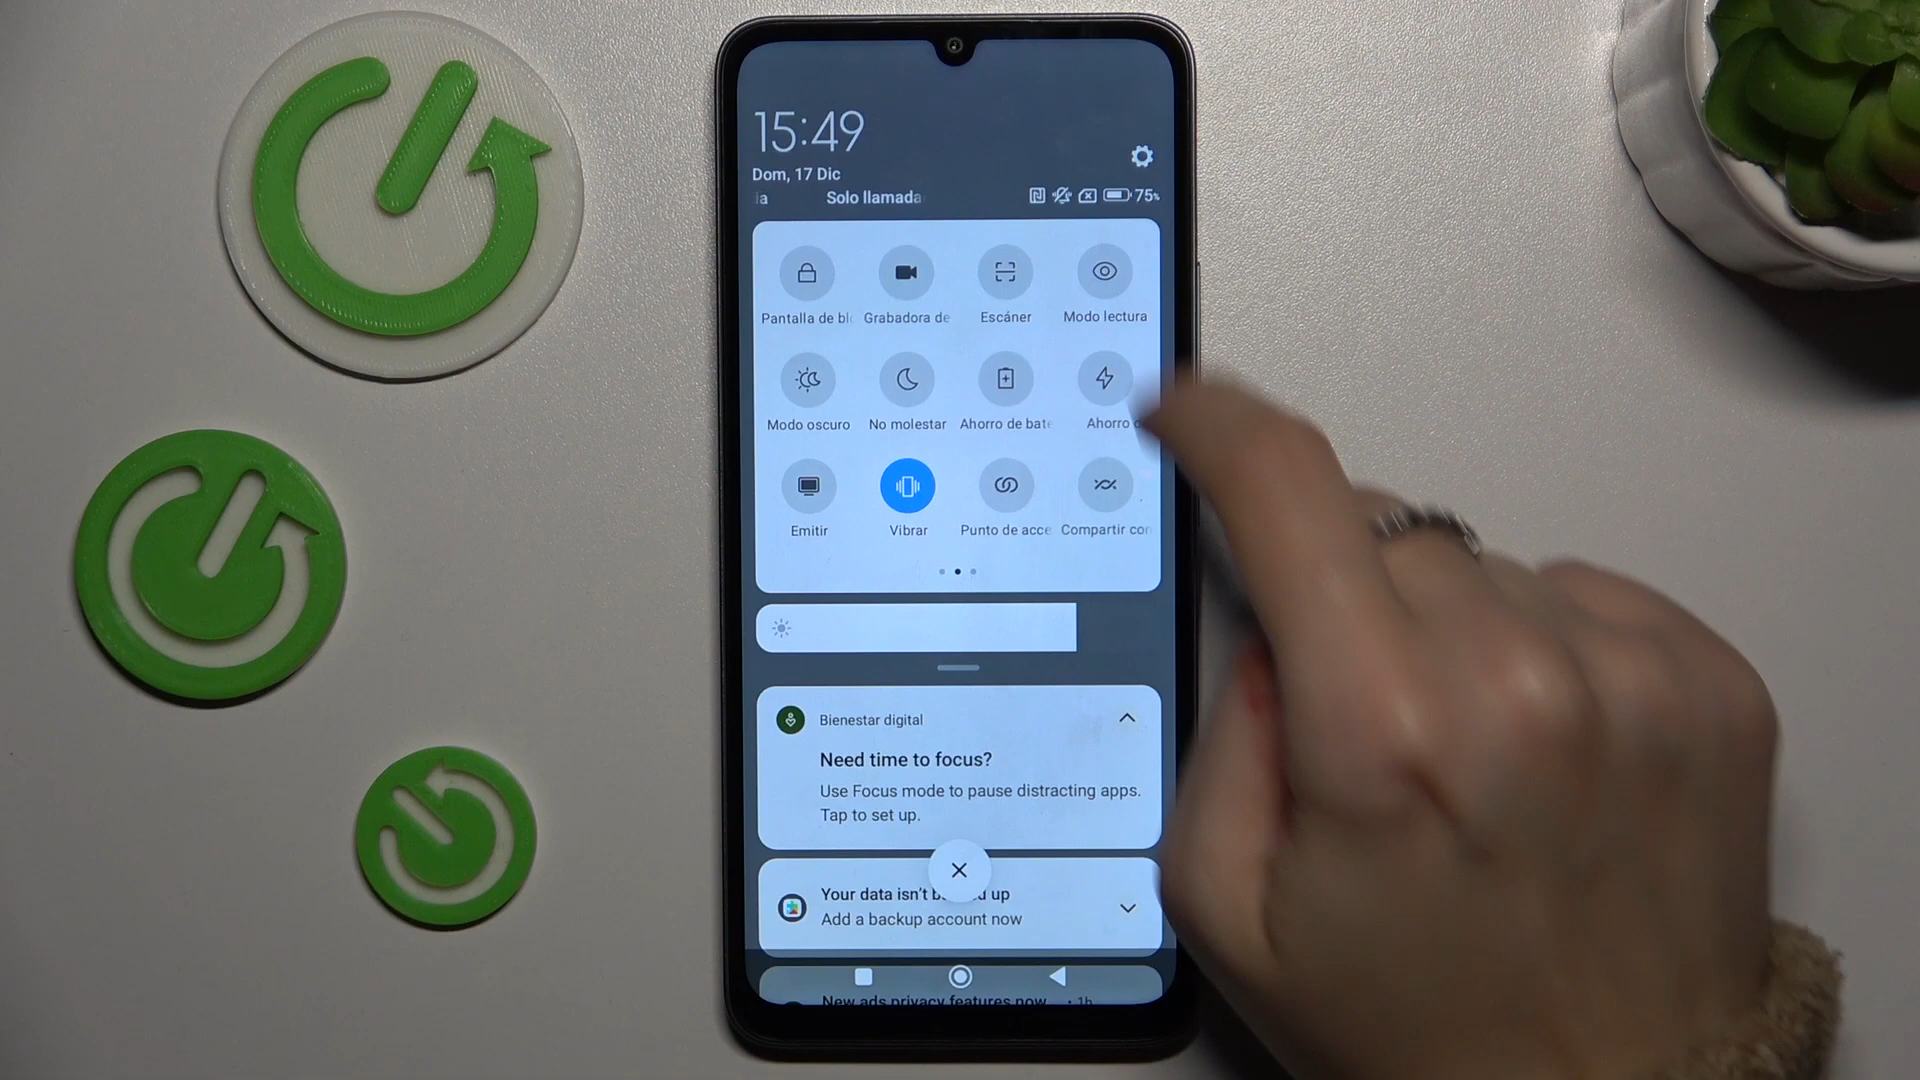 15:49
Dom, 17 Dic
Solo llamada
75%
Pantalla de blo
Grabadora de
Escáner
Modo lectura
Modo oscuro
No molestar
Ahorro de bate
Ahorro d
Emitir
Vibrar
Punto de acce
Compartir con
Bienestar digital
Need time to focus?
Use Focus mode to pause distracting apps.
Tap to set up.
Your data isn't b up
Add a backup account now
New ads privacy features now • 1h